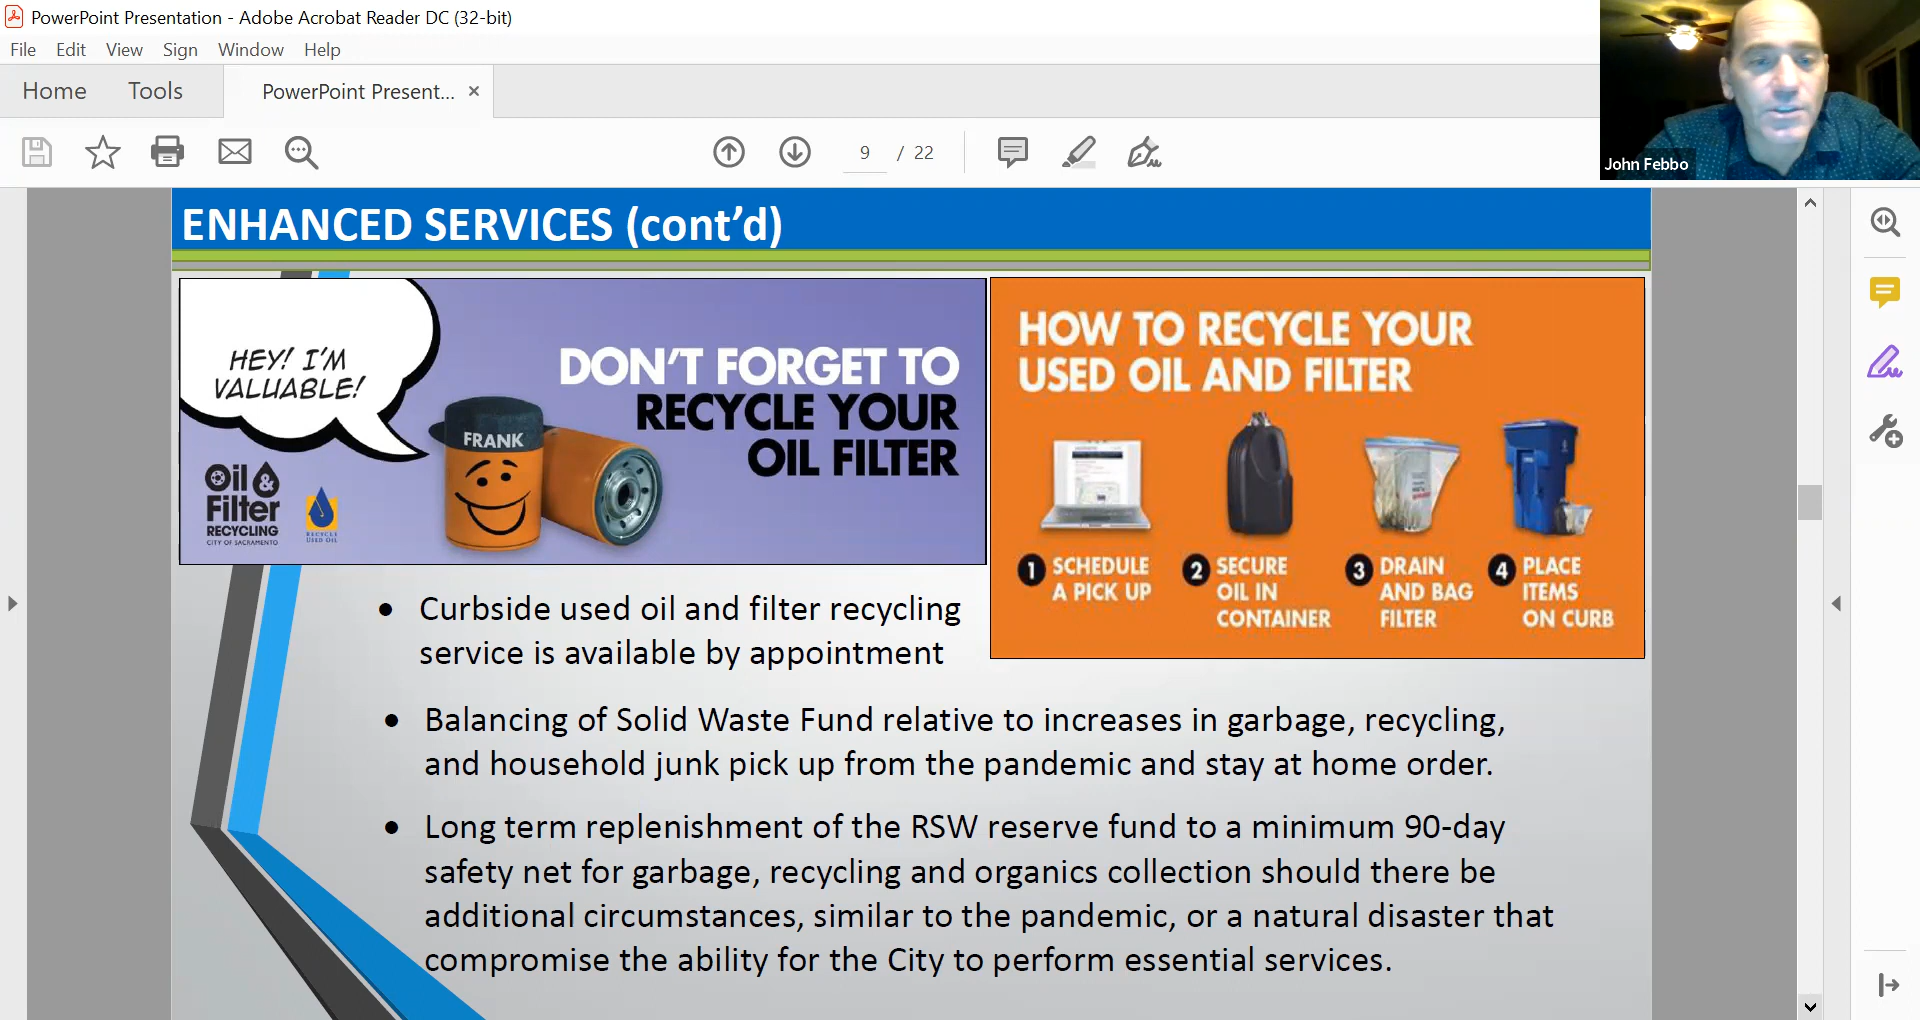 PowerPoint Presentation - Adobe Acrobat Reader DC (32-bit)
File Edit View Sign Window Help
Home Tools PowerPoint Present... ×
9 / 22
John Febbo
ENHANCED SERVICES (cont’d)
HEY! I'M
VALUABLE!
DON'T FORGET TO
RECYCLE YOUR
OIL FILTER
FRANK
Oil &
Filter
RECYCLING
CITY OF SACRAMENTO
RECYCLE
USED OIL
HOW TO RECYCLE YOUR
USED OIL AND FILTER
1 SCHEDULE
A PICK UP
2 SECURE
OIL IN
CONTAINER
3 DRAIN
AND BAG
FILTER
4 PLACE
ITEMS
ON CURB
• Curbside used oil and filter recycling
service is available by appointment
• Balancing of Solid Waste Fund relative to increases in garbage, recycling,
and household junk pick up from the pandemic and stay at home order.
• Long term replenishment of the RSW reserve fund to a minimum 90-day
safety net for garbage, recycling and organics collection should there be
additional circumstances, similar to the pandemic, or a natural disaster that
compromise the ability for the City to perform essential services.